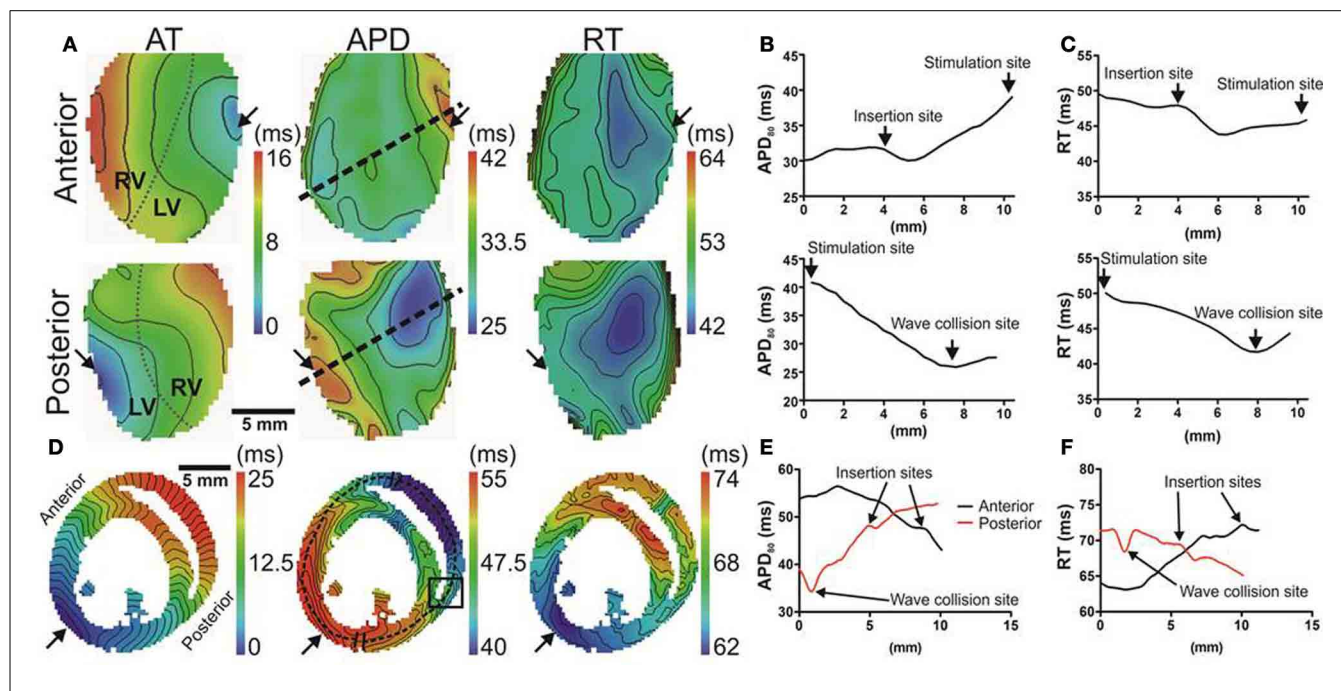 A
AT
APD
RT
Anterior
RV
LV
(ms)
16
8
0
(ms)
42
33.5
25
(ms)
64
53
42
Posterior
LV
RV
5 mm
B
APD80 (ms)
45
40
35
30
25
Insertion site
Stimulation site
0
2
4
6
8
10
(mm)
Stimulation site
APD80 (ms)
45
40
35
30
25
20
Wave collision site
0
2
4
6
8
10
(mm)
C
RT (ms)
55
50
45
40
35
Insertion site
Stimulation site
0
2
4
6
8
10
(mm)
RT (ms)
55
50
45
40
35
Stimulation site
Wave collision site
0
2
4
6
8
10
(mm)
D
5 mm
Anterior
Posterior
(ms)
25
12.5
0
(ms)
55
47.5
40
(ms)
74
68
62
E
APD80 (ms)
60
50
40
30
Insertion sites
Anterior
Posterior
Wave collision site
0
5
10
15
(mm)
F
RT (ms)
80
75
70
65
60
Insertion sites
Wave collision site
0
5
10
15
(mm)